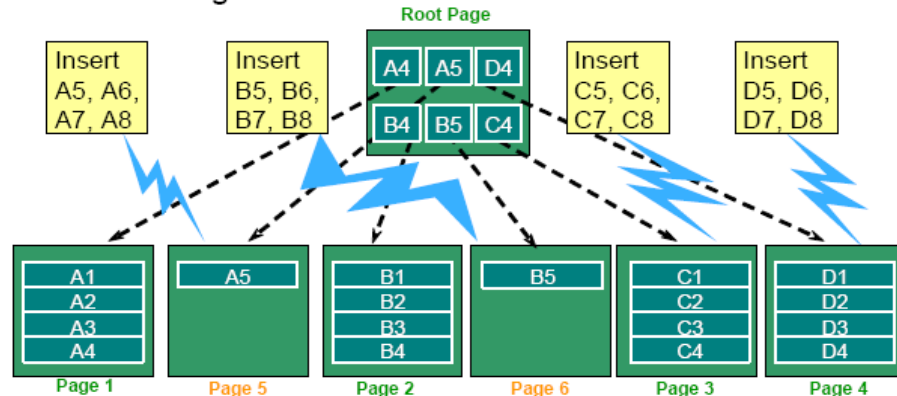 Root Page
Insert
A5, A6,
A7, A8
Insert
B5, B6,
B7, B8
A4 A5 D4
B4 B5 C4
Insert
C5, C6,
C7, C8
Insert
D5, D6,
D7, D8
A1
A2
A3
A4
A5
B1
B2
B3
B4
B5
C1
C2
C3
C4
D1
D2
D3
D4
Page 1 Page 5 Page 2 Page 6 Page 3 Page 4